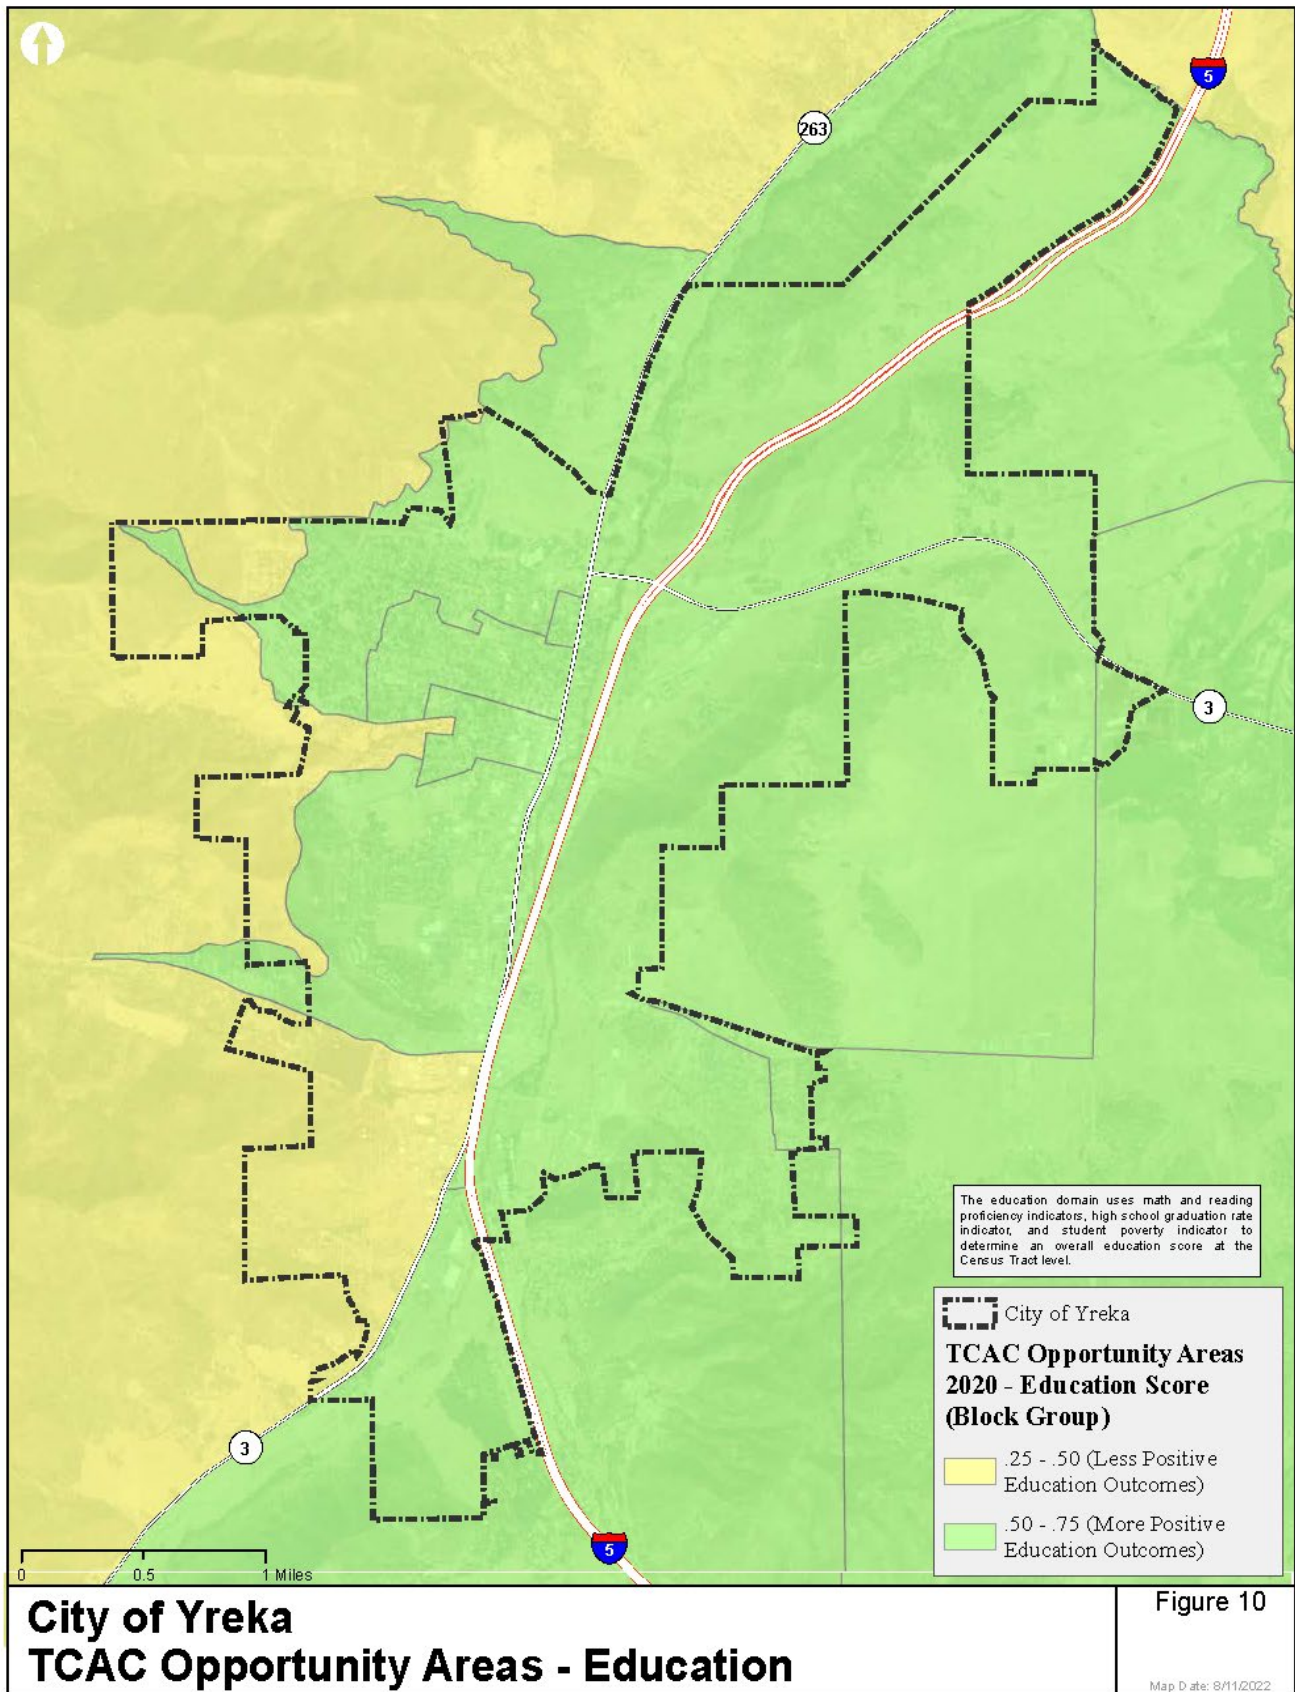 5
263
3
The education domain uses math and reading
proficiency indicators, high school graduation rate
indicator, and student poverty indicator to
determine an overall education score at the
Census Tract level.
City of Yreka
TCAC Opportunity Areas
2020 - Education Score
(Block Group)
.25 - .50 (Less Positive
Education Outcomes)
.50 - .75 (More Positive
Education Outcomes)
3
5
0 0.5 1 Miles
City of Yreka
TCAC Opportunity Areas - Education
Figure 10
Map Date: 8/11/2022